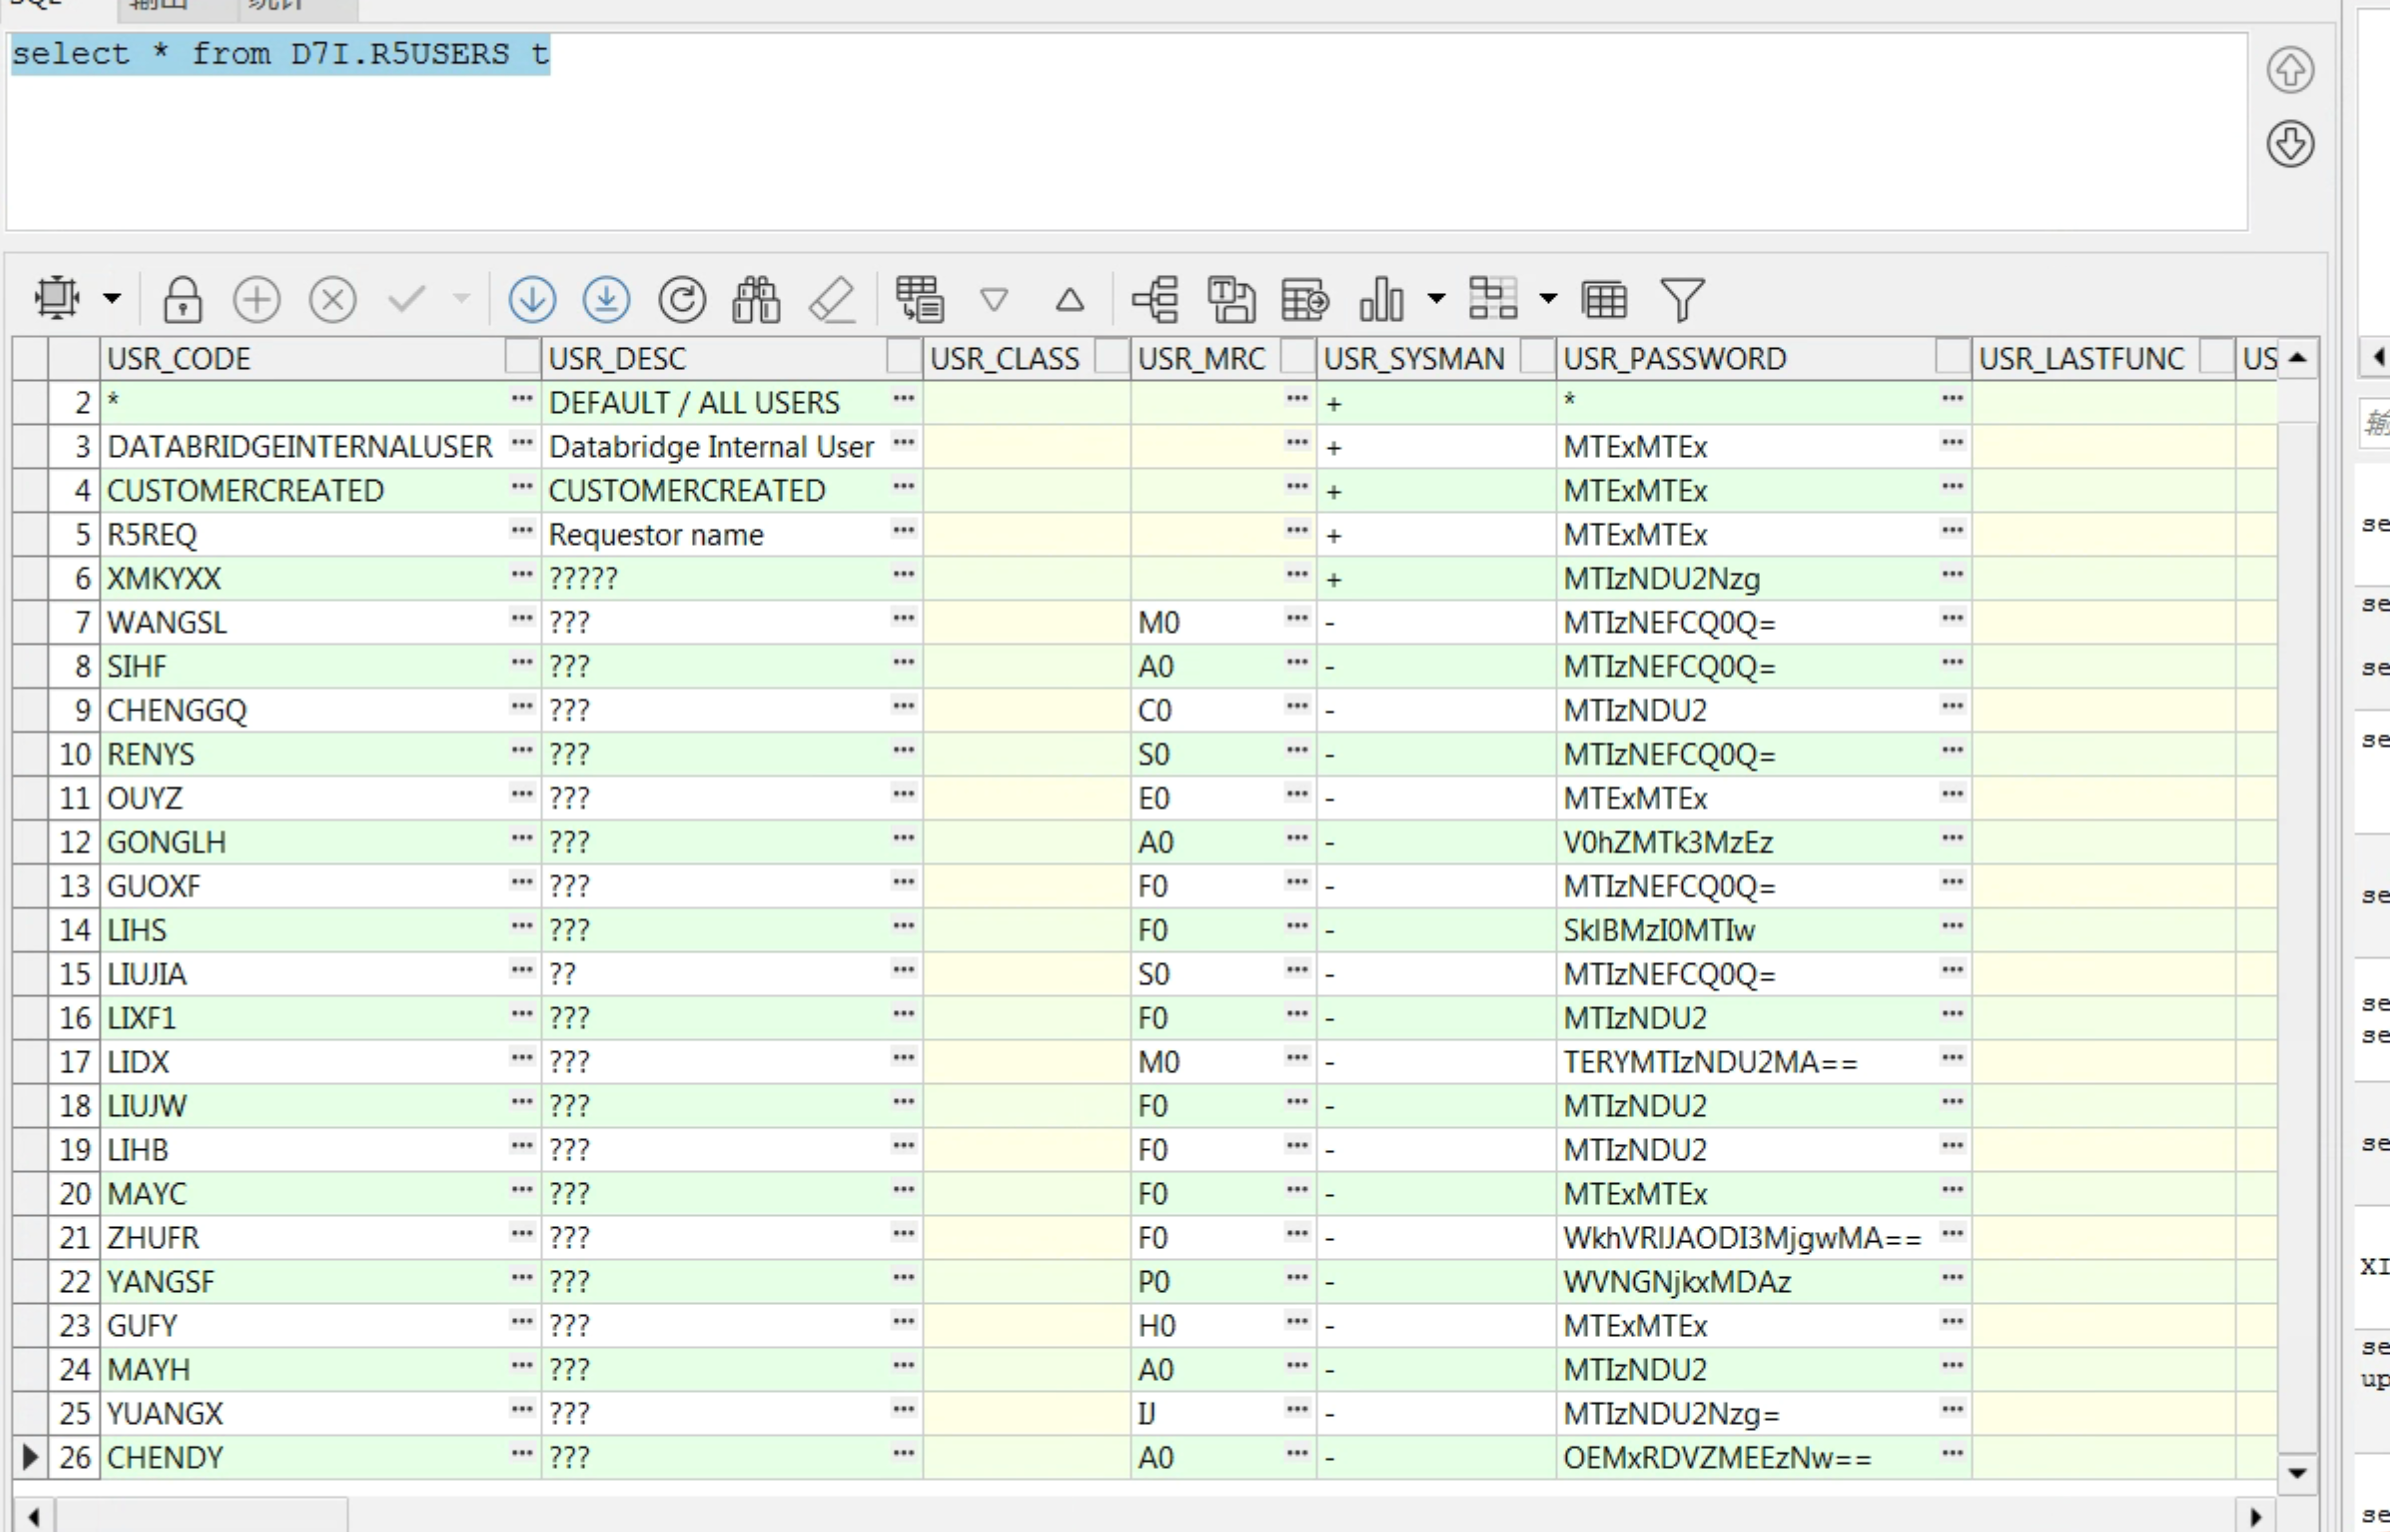 select * from D7I.R5USERS t
USR_CODE USR_DESC USR_CLASS USR_MRC USR_SYSMAN USR_PASSWORD USR_LASTFUNC US
2 * DEFAULT / ALL USERS + *
3 DATABRIDGEINTERNALUSER Databridge Internal User + MTExMTEx
4 CUSTOMERCREATED CUSTOMERCREATED + MTExMTEx
5 R5REQ Requestor name + MTExMTEx
6 XMKYXX ????? + MTIzNDU2Nzg
7 WANGSL ??? M0 - MTIzNEFCQ0Q=
8 SIHF ??? A0 - MTIzNEFCQ0Q=
9 CHENGGQ ??? C0 - MTIzNDU2
10 RENYS ??? S0 - MTIzNEFCQ0Q=
11 OUYZ ??? E0 - MTExMTEx
12 GONGLH ??? A0 - V0hZMTk3MzEz
13 GUOXF ??? F0 - MTIzNEFCQ0Q=
14 LIHS ??? F0 - SklBMzI0MTIw
15 LIUJIA ?? S0 - MTIzNEFCQ0Q=
16 LIXF1 ??? F0 - MTIzNDU2
17 LIDX ??? M0 - TERYMTIzNDU2MA==
18 LIUJW ??? F0 - MTIzNDU2
19 LIHB ??? F0 - MTIzNDU2
20 MAYC ??? F0 - MTExMTEx
21 ZHUFR ??? F0 - WkhVRlJAODI3MjgwMA==
22 YANGSF ??? P0 - WVNGNjkxMDAz
23 GUFY ??? H0 - MTExMTEx
24 MAYH ??? A0 - MTIzNDU2
25 YUANGX ??? IJ - MTIzNDU2Nzg=
26 CHENDY ??? A0 - OEMxRDVZMEEzNw==
se
se
se
se
se
se
se
se
XI
se
up
se